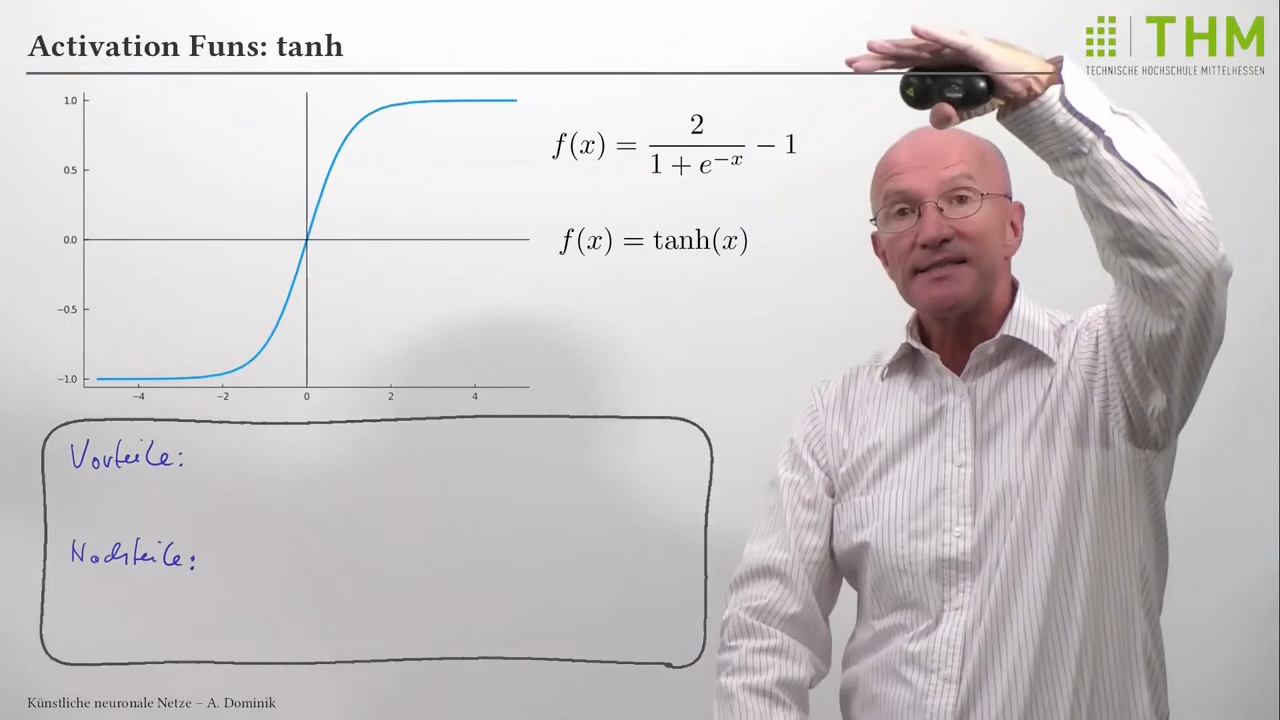 Activation Funs: tanh
THM
TECHNISCHE HOCHSCHULE MITTELHESSEN
1.0
0.5
0.0
−0.5
−1.0
−4 −2 0 2 4
f(x) = 2 / (1 + e^{−x}) − 1
f(x) = tanh(x)
Vorteile:
Nachteile:
Künstliche neuronale Netze – A. Dominik